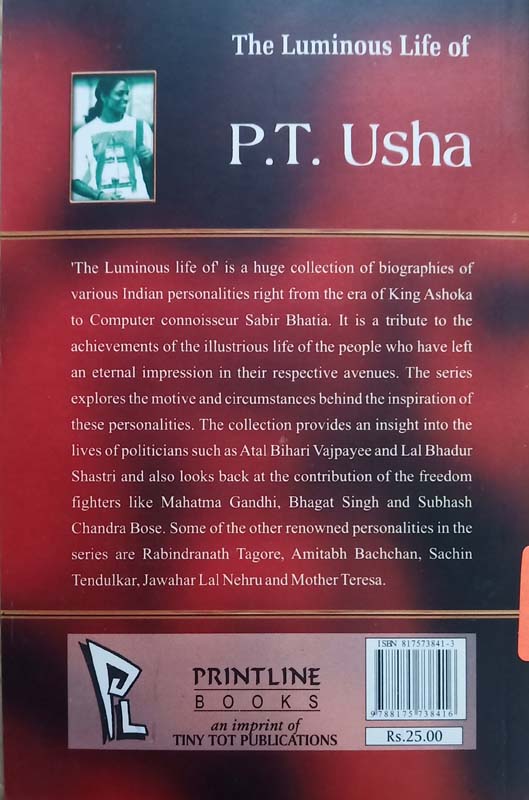 The Luminous Life of
P.T. Usha
'The Luminous life of' is a huge collection of biographies of
various Indian personalities right from the era of King Ashoka
to Computer connoisseur Sabir Bhatia. It is a tribute to the
achievements of the illustrious life of the people who have left
an eternal impression in their respective avenues. The series
explores the motive and circumstances behind the inspiration of
these personalities. The collection provides an insight into the
lives of politicians such as Atal Bihari Vajpayee and Lal Bhadur
Shastri and also looks back at the contribution of the freedom
fighters like Mahatma Gandhi, Bhagat Singh and Subhash
Chandra Bose. Some of the other renowned personalities in the
series are Rabindranath Tagore, Amitabh Bachchan, Sachin
Tendulkar, Jawahar Lal Nehru and Mother Teresa.
PL
PRINTLINE
BOOKS
an imprint of
TINY TOT PUBLICATIONS
ISBN 817573841-3
9788175738416
Rs.25.00